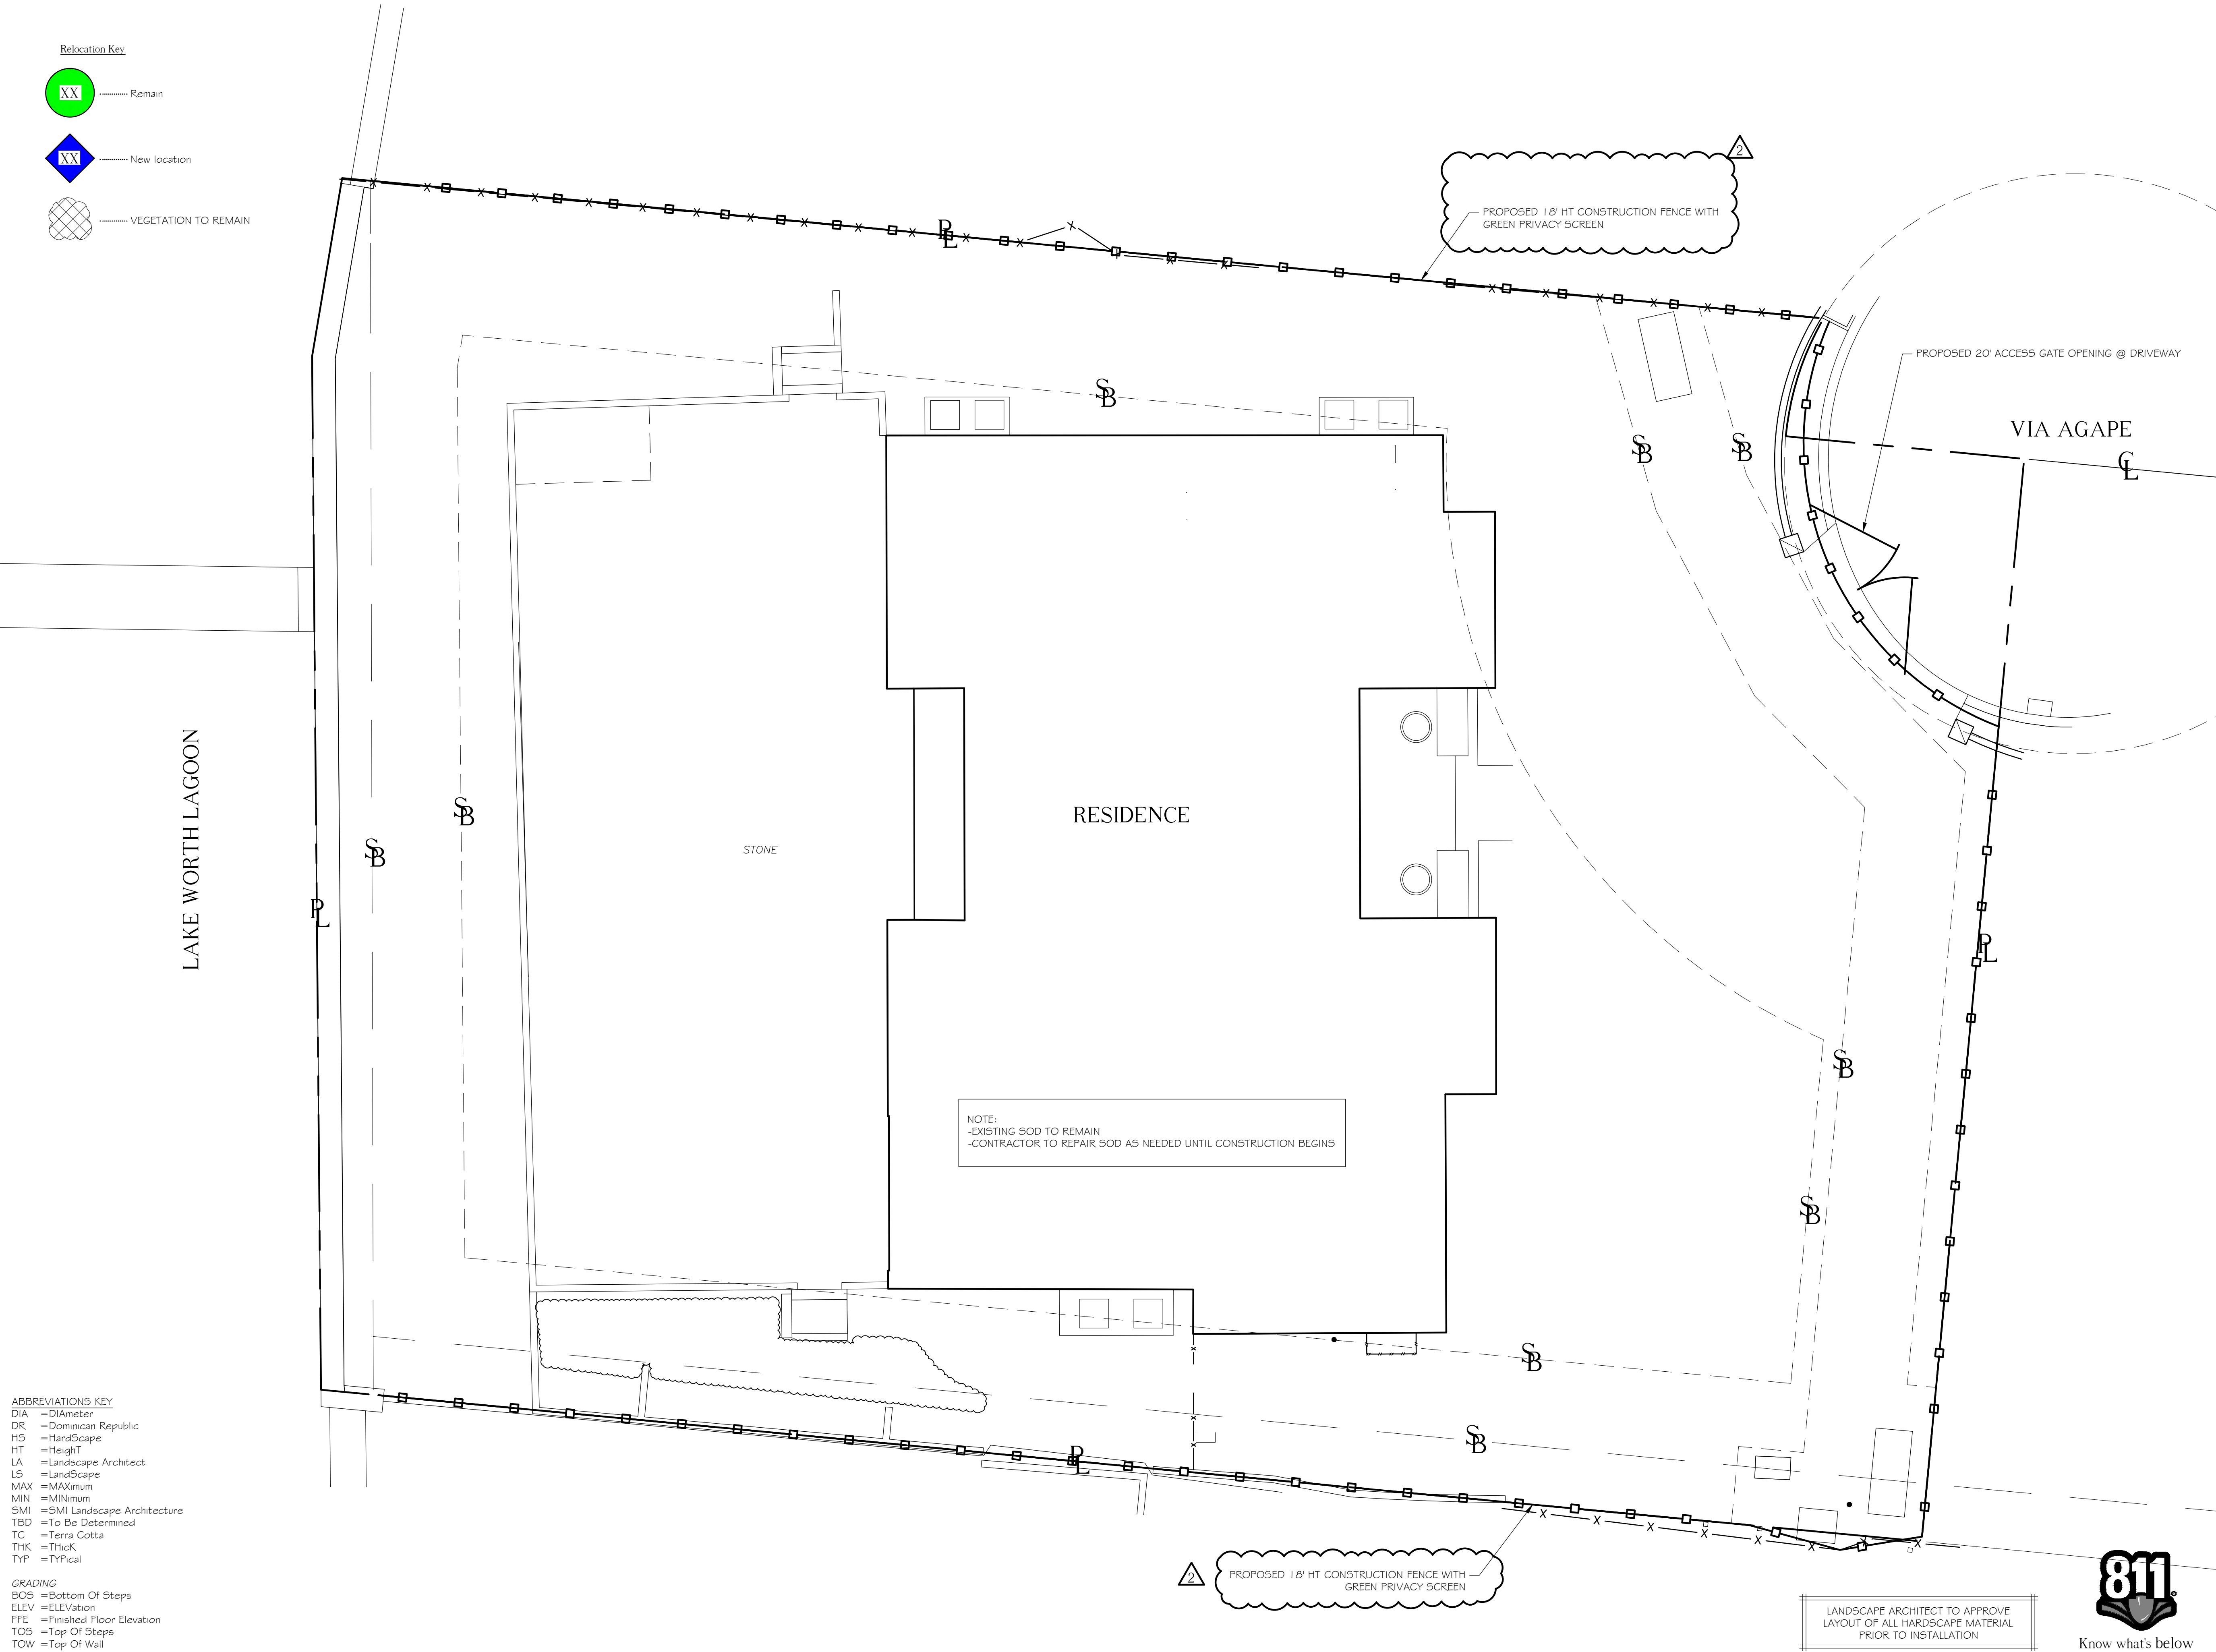 Relocation Key
XX
Remain
XX
New location
VEGETATION TO REMAIN
2
PROPOSED 18' HT CONSTRUCTION FENCE WITH
GREEN PRIVACY SCREEN
PROPOSED 20' ACCESS GATE OPENING @ DRIVEWAY
VIA AGAPE
CL
PL
SB
SB
SB
LAKE WORTH LAGOON
SB
SB
PL
STONE
RESIDENCE
PL
SB
SB
NOTE:
-EXISTING SOD TO REMAIN
-CONTRACTOR TO REPAIR SOD AS NEEDED UNTIL CONSTRUCTION BEGINS
SB
SB
PL
2
PROPOSED 18' HT CONSTRUCTION FENCE WITH
GREEN PRIVACY SCREEN
ABBREVIATIONS KEY
DIA =DIAmeter
DR =Dominican Republic
HS =HardScape
HT =HeighT
LA =Landscape Architect
LS =LandScape
MAX =MAXimum
MIN =MINimum
SMI =SMI Landscape Architecture
TBD =To Be Determined
TC =Terra Cotta
THK =THicK
TYP =TYPical
GRADING
BOS =Bottom Of Steps
ELEV =ELEVation
FFE =Finished Floor Elevation
TOS =Top Of Steps
TOW =Top Of Wall
LANDSCAPE ARCHITECT TO APPROVE
LAYOUT OF ALL HARDSCAPE MATERIAL
PRIOR TO INSTALLATION
811®
Know what's below